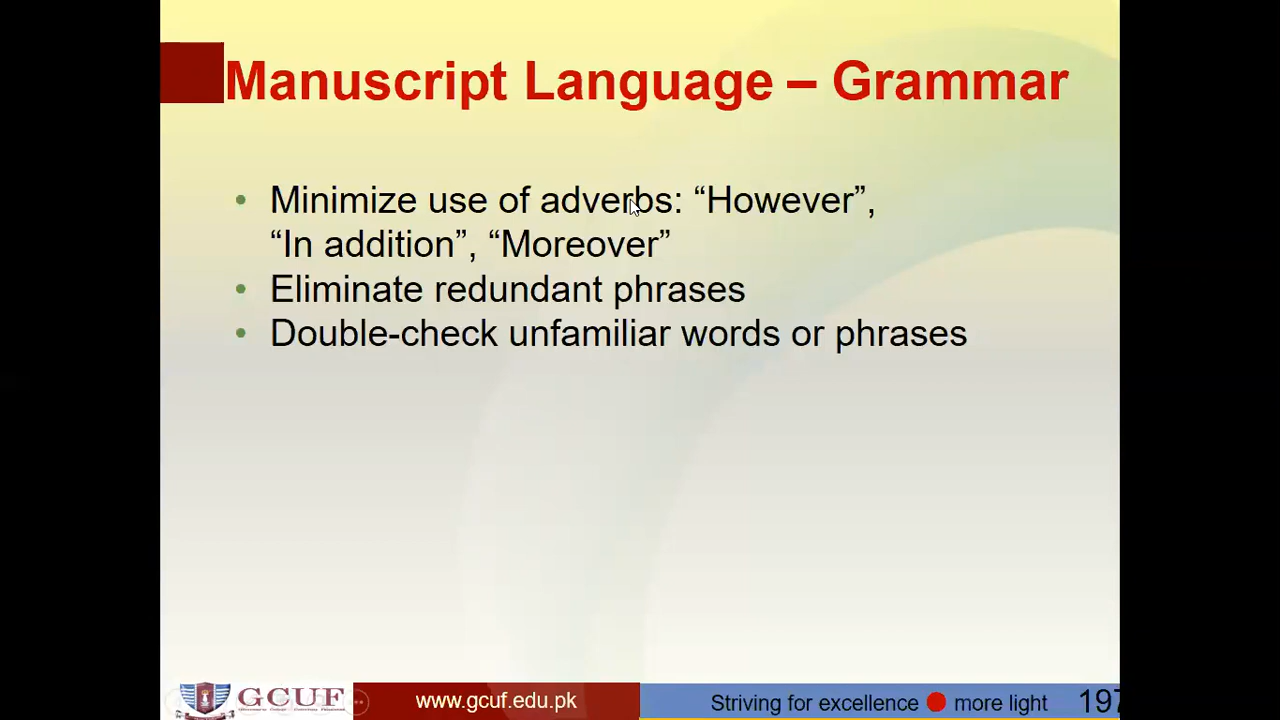 Manuscript Language – Grammar
• Minimize use of adverbs: “However”,
“In addition”, “Moreover”
• Eliminate redundant phrases
• Double-check unfamiliar words or phrases
GCUF
www.gcuf.edu.pk
Striving for excellence more light
197